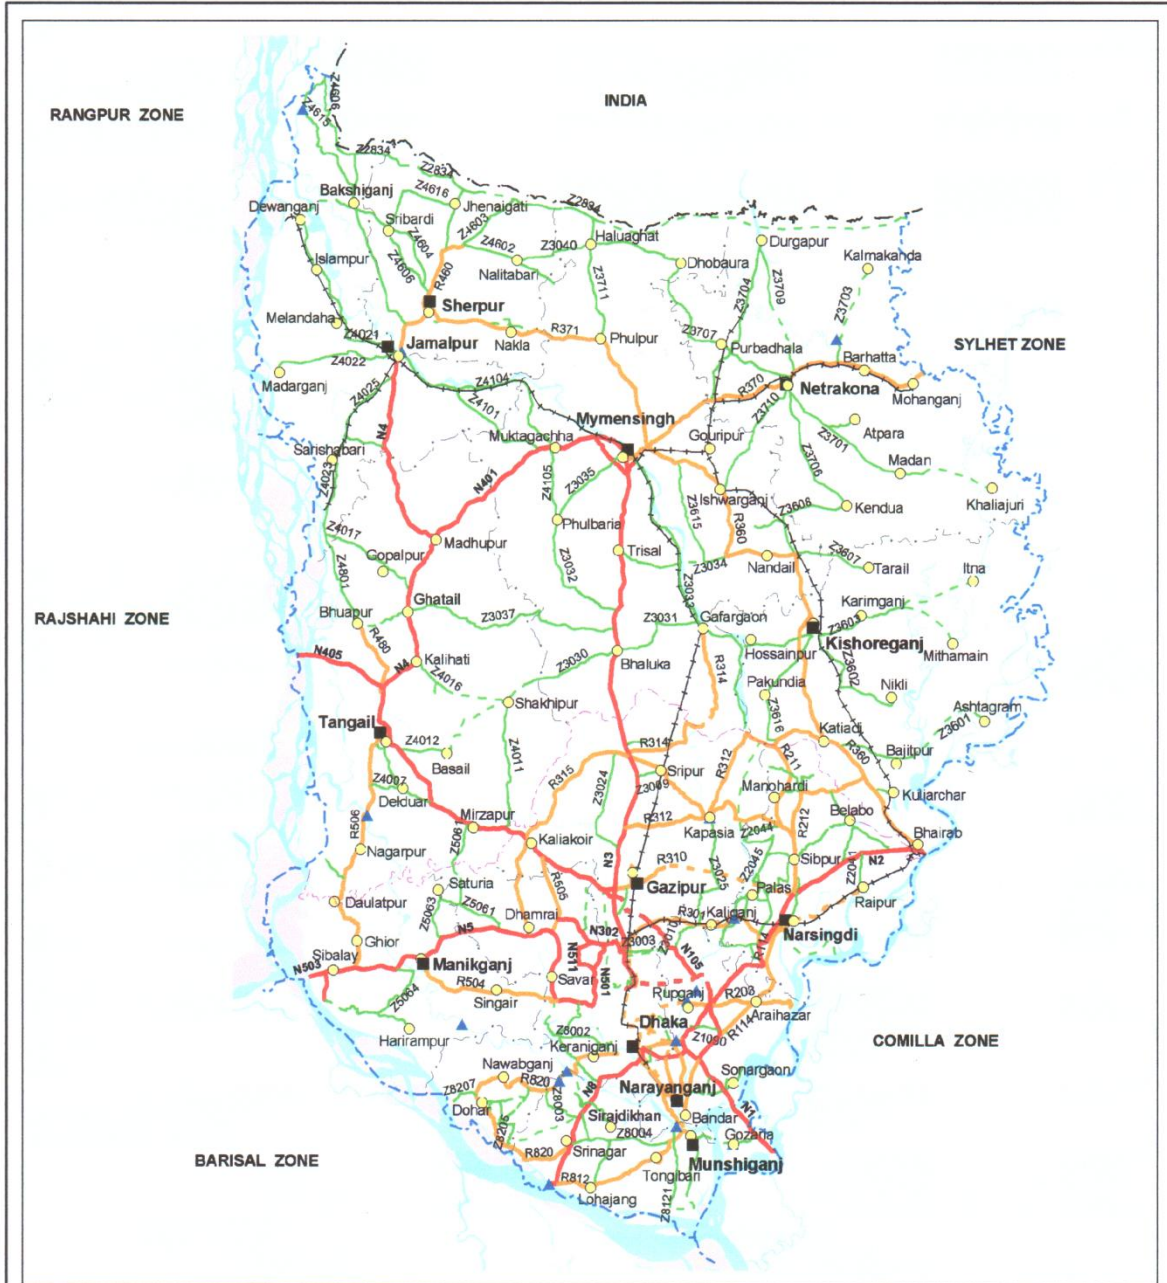 INDIA
RANGPUR ZONE
Z4606
Z4615
Z2834
Z2834
Bakshiganj
Z4616
Jhenaigati
Z2834
Dewanganj
Sribardi
Z4603
Z4604
Z4602
Z3040
Haluaghat
Durgapur
Kalmakanda
Islampur
Z4606
R460
Nalitabari
Dhobaura
Z3711
Z3704
Z3709
Z3703
Sherpur
Melandaha
Z4021
Nakla
R371
Phulpur
Z3707
Purbadhala
SYLHET ZONE
Jamalpur
Z4022
Barhatta
Madarganj
Z4025
Z4104
R370
Netrakona
Mohanganj
Z4101
Z3710
Mymensingh
Atpara
N4
Muktagachha
Gouripur
Z3701
Sarishabari
Z3706
Madan
Z4023
N401
Z4105
Z3035
Ishwarganj
Khaliajuri
Z3615
Z3608
Kendua
Phulbaria
R360
Z4017
Madhupur
Trisal
Z3607
Gopalpur
Z3032
Z3034
Nandail
Tarail
Itna
Z4801
Z3033
Bhuapur
Ghatail
Z3037
Z3031
Gafargaon
Karimganj
RAJSHAHI ZONE
R460
Z3603
Kishoreganj
Hossainpur
Mithamain
N405
N4
Kalihati
Z3030
Bhaluka
Z4016
R314
Z3602
Pakundia
Nikli
Shakhipur
Z3616
Ashtagram
Tangail
Z3601
Katiadi
Z4012
Z4011
R314
R360
Bajitpur
Basail
R312
R211
R315
Sripur
Z4007
Z3024
Z3009
Manohardi
Kuliarchar
Delduar
R506
Mirzapur
R312
Kapasia
R212
Belabo
Z5061
Kaliakoir
Z2044
Bhairab
Nagarpur
N3
R310
Z3025
Z2045
Sibpur
Z2041
N2
R505
Gazipur
Saturia
Palas
Raipur
Daulatpur
Z5063
Z5061
Dhamrai
R301
Kaliganj
Narsingdi
Ghior
N5
N302
Z3003
Z3010
R114
Sibalay
N503
Manikganj
N511
N105
Z5064
R504
Singair
Savar
N501
Rupganj
R203
Araihazar
Harirampur
Dhaka
R114
Z8002
Z1090
COMILLA ZONE
Keraniganj
Nawabganj
Sonargaon
Z8207
R820
N8
Narayanganj
Dohar
Z8003
N1
Z8205
Sirajdikhan
Bandar
Z8004
Gozaria
R820
Srinagar
BARISAL ZONE
Munshiganj
Tongibari
R812
Lohajang
Z8121